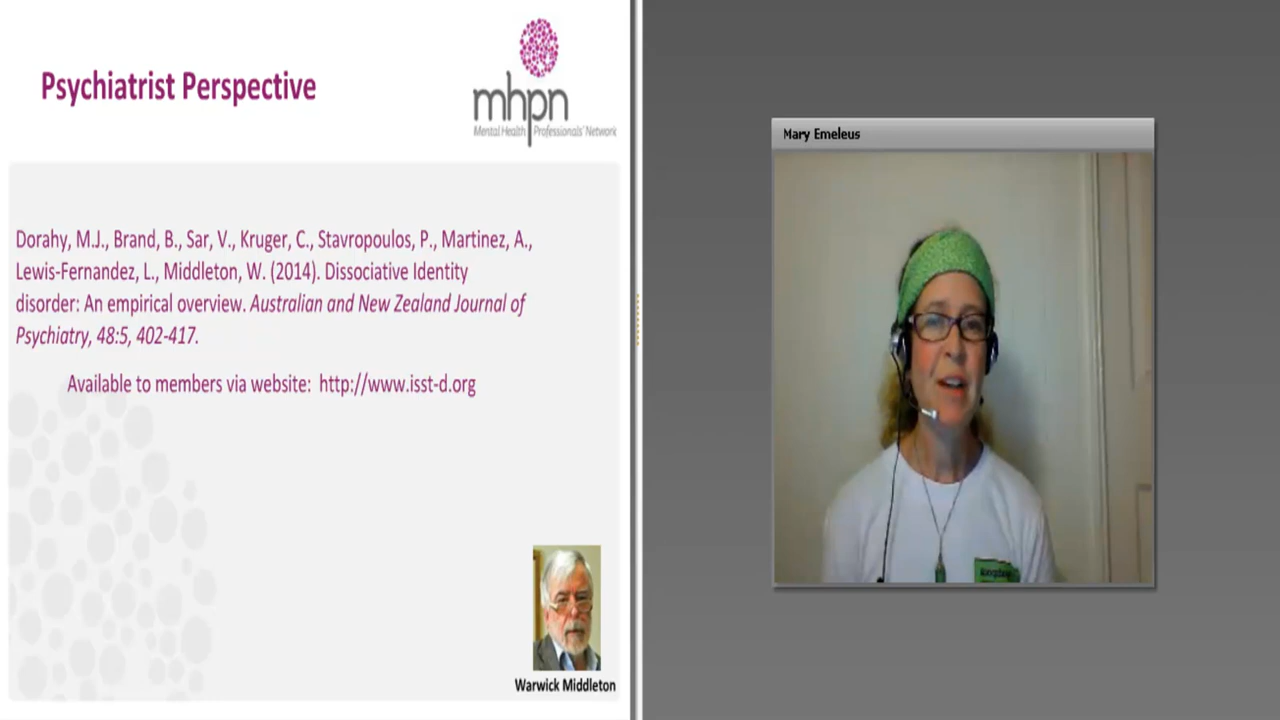 Psychiatrist Perspective
mhpn
Mental Health Professionals' Network
Dorahy, M.J., Brand, B., Sar, V., Kruger, C., Stavropoulos, P., Martinez, A.,
Lewis-Fernandez, L., Middleton, W. (2014). Dissociative Identity
disorder: An empirical overview. Australian and New Zealand Journal of
Psychiatry, 48:5, 402-417.
Available to members via website: http://www.isst-d.org
Warwick Middleton
Mary Emeleus